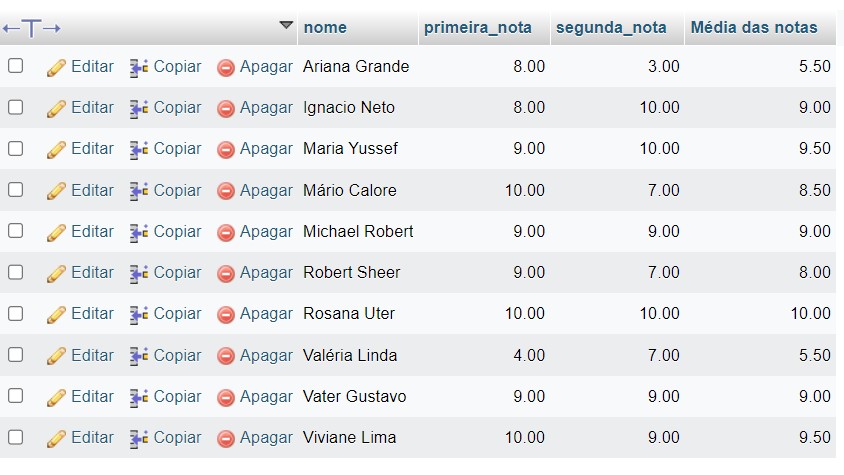 nome primeira_nota segunda_nota Média das notas
Editar Copiar Apagar Ariana Grande 8.00 3.00 5.50
Editar Copiar Apagar Ignacio Neto 8.00 10.00 9.00
Editar Copiar Apagar Maria Yussef 9.00 10.00 9.50
Editar Copiar Apagar Mário Calore 10.00 7.00 8.50
Editar Copiar Apagar Michael Robert 9.00 9.00 9.00
Editar Copiar Apagar Robert Sheer 9.00 7.00 8.00
Editar Copiar Apagar Rosana Uter 10.00 10.00 10.00
Editar Copiar Apagar Valéria Linda 4.00 7.00 5.50
Editar Copiar Apagar Vater Gustavo 9.00 9.00 9.00
Editar Copiar Apagar Viviane Lima 10.00 9.00 9.50